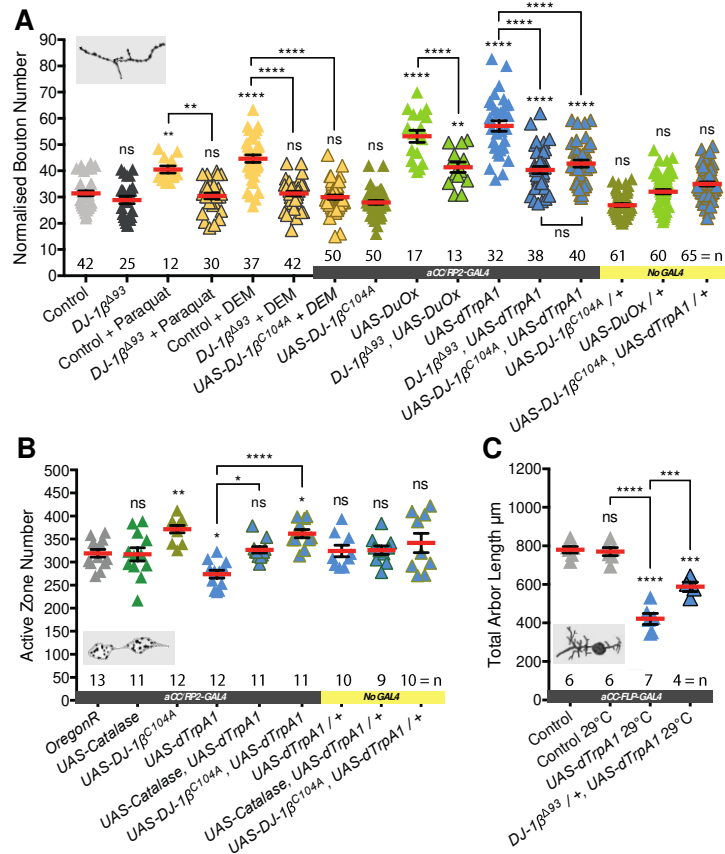 A
Normalised Bouton Number
90
80
70
60
50
40
30
20
10
0
ns
**
**
ns
****
****
****
ns
ns
ns
****
****
**
****
****
****
****
****
ns
ns
ns
ns
42
25
12
30
37
42
50
50
17
13
32
38
40
61
60
65 = n
aCC/RP2-GAL4
No GAL4
Control
DJ-1β^Δ93
Control + Paraquat
DJ-1β^Δ93 + Paraquat
Control + DEM
DJ-1β^Δ93 + DEM
UAS-DJ-1β^C104A + DEM
UAS-DJ-1β^C104A
UAS-DuOx
DJ-1β^Δ93, UAS-DuOx
UAS-dTrpA1
DJ-1β^Δ93, UAS-dTrpA1
UAS-DJ-1β^C104A, UAS-dTrpA1
UAS-DJ-1β^C104A / +
UAS-DuOx / +
UAS-DJ-1β^C104A, UAS-dTrpA1 / +
B
Active Zone Number
500
450
400
350
300
250
200
150
100
50
0
ns
**
*
****
*
ns
*
ns
ns
ns
13
11
12
12
11
11
10
9
10 = n
aCC/RP2-GAL4
No GAL4
OregonR
UAS-Catalase
UAS-DJ-1β^C104A
UAS-dTrpA1
UAS-Catalase, UAS-dTrpA1
UAS-DJ-1β^C104A, UAS-dTrpA1
UAS-dTrpA1 / +
UAS-Catalase, UAS-dTrpA1 / +
UAS-DJ-1β^C104A, UAS-dTrpA1 / +
C
Total Arbor Length µm
1200
1000
800
600
400
200
0
ns
****
***
****
***
6
6
7
4 = n
aCC-FLP-GAL4
Control
Control 29°C
UAS-dTrpA1 29°C
DJ-1β^Δ93 / +, UAS-dTrpA1 29°C